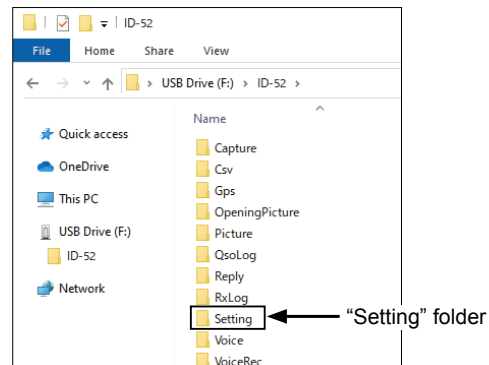 ID-52
File Home Share View
USB Drive (F:) > ID-52 >
Name
Quick access
OneDrive
This PC
USB Drive (F:)
ID-52
Network
Capture
Csv
Gps
OpeningPicture
Picture
QsoLog
Reply
RxLog
Setting
Voice
VoiceRec
“Setting” folder